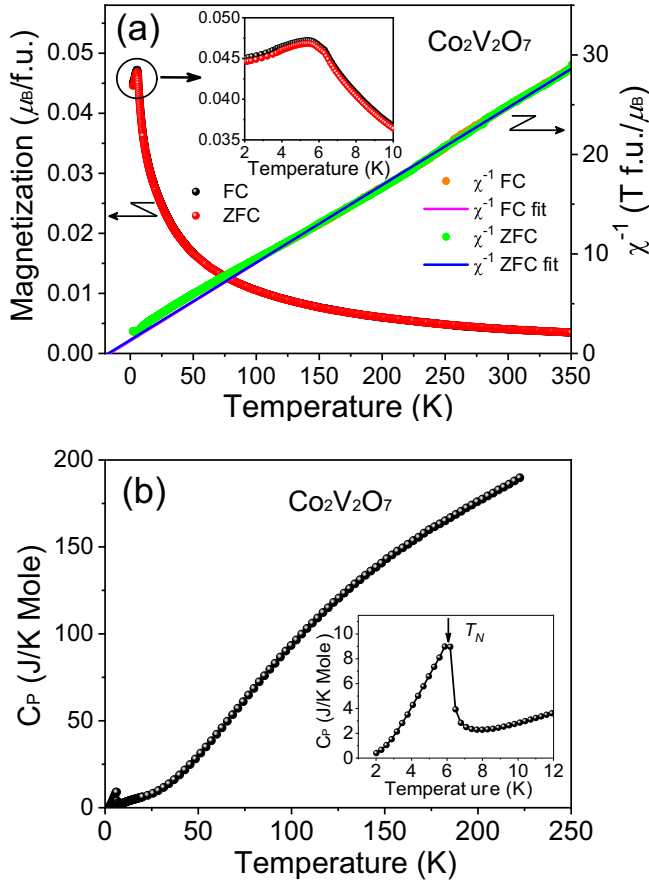 (a)
Co₂V₂O₇
Magnetization (μB/f.u.)
0.05
0.04
0.03
0.02
0.01
0.00
0.050
0.045
0.040
0.035
2 4 6 8 10
Temperature (K)
FC
ZFC
χ⁻¹ FC
χ⁻¹ FC fit
χ⁻¹ ZFC
χ⁻¹ ZFC fit
30
20
10
0
χ⁻¹ (T f.u./μB)
0 50 100 150 200 250 300 350
Temperature (K)
(b)
Co₂V₂O₇
CP (J/K Mole)
200
150
100
50
0
TN
CP (J/K Mole)
10
8
6
4
2
0
2 4 6 8 10 12
Temperat ure (K)
0 50 100 150 200 250
Temperature (K)